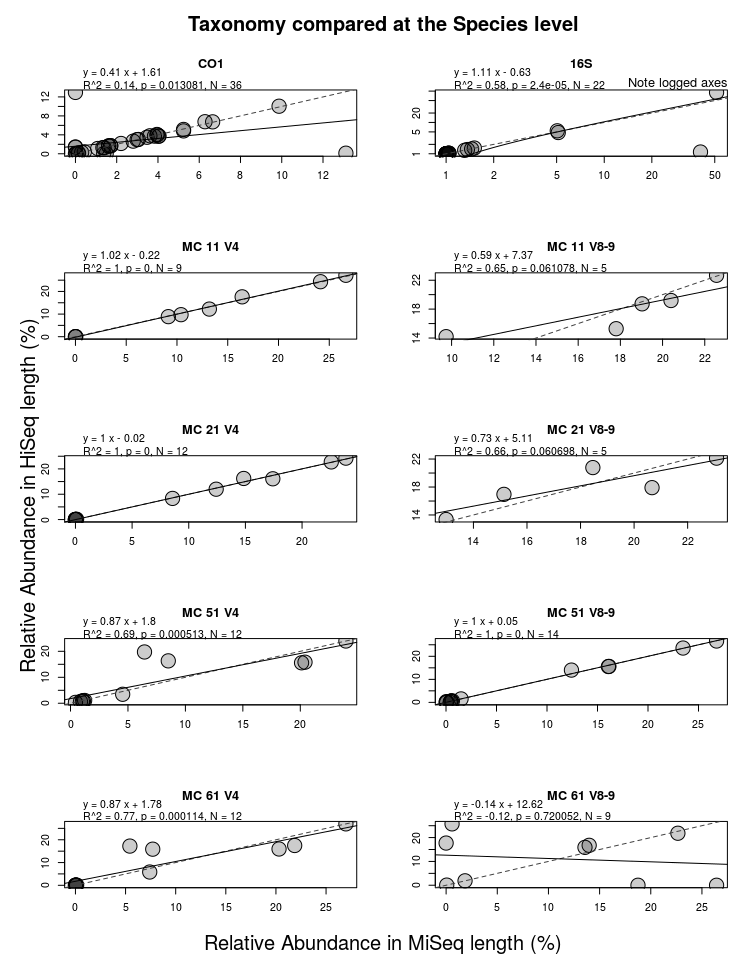 Taxonomy compared at the Species level
CO1
y = 0.41 x + 1.61
R^2 = 0.14, p = 0.013081, N = 36
0 4 8 12
0 2 4 6 8 10 12
16S
y = 1.11 x - 0.63
R^2 = 0.58, p = 2.4e-05, N = 22
Note logged axes
1 5 20
1 2 5 10 20 50
MC 11 V4
y = 1.02 x - 0.22
R^2 = 1, p = 0, N = 9
0 10 20
0 5 10 15 20 25
MC 11 V8-9
y = 0.59 x + 7.37
R^2 = 0.65, p = 0.061078, N = 5
14 18 22
10 12 14 16 18 20 22
MC 21 V4
y = 1 x - 0.02
R^2 = 1, p = 0, N = 12
0 10 20
0 5 10 15 20
MC 21 V8-9
y = 0.73 x + 5.11
R^2 = 0.66, p = 0.060698, N = 5
14 18 22
14 16 18 20 22
MC 51 V4
y = 0.87 x + 1.8
R^2 = 0.69, p = 0.000513, N = 12
0 10 20
0 5 10 15 20
MC 51 V8-9
y = 1 x + 0.05
R^2 = 1, p = 0, N = 14
0 10 20
0 5 10 15 20 25
MC 61 V4
y = 0.87 x + 1.78
R^2 = 0.77, p = 0.000114, N = 12
0 10 20
0 5 10 15 20 25
MC 61 V8-9
y = -0.14 x + 12.62
R^2 = -0.12, p = 0.720052, N = 9
0 10 20
0 5 10 15 20 25
Relative Abundance in HiSeq length (%)
Relative Abundance in MiSeq length (%)